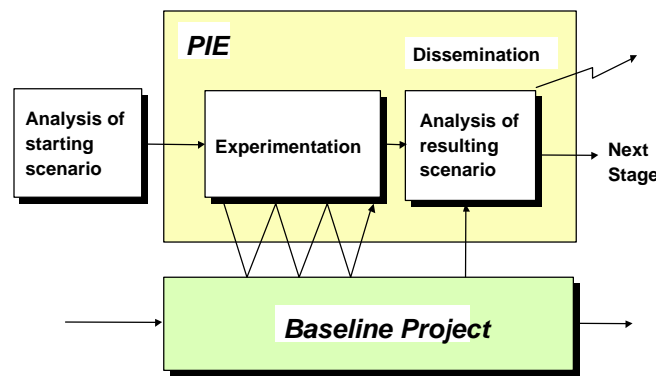 PIE
Dissemination
Analysis of
starting
scenario
Experimentation
Analysis of
resulting
scenario
Next
Stage
Baseline Project